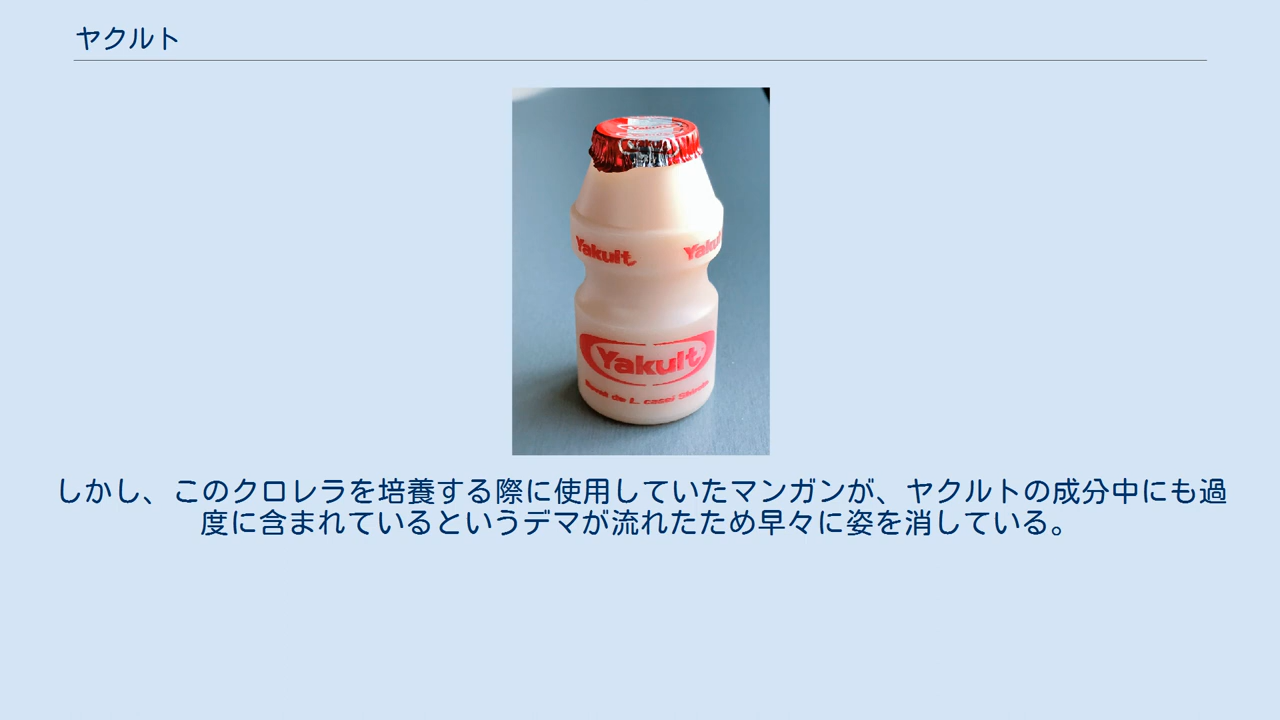 ヤクルト
Yakult
Yakult
Yakult
しかし、このクロレラを培養する際に使用していたマンガンが、ヤクルトの成分中にも過
度に含まれているというデマが流れたため早々に姿を消している。